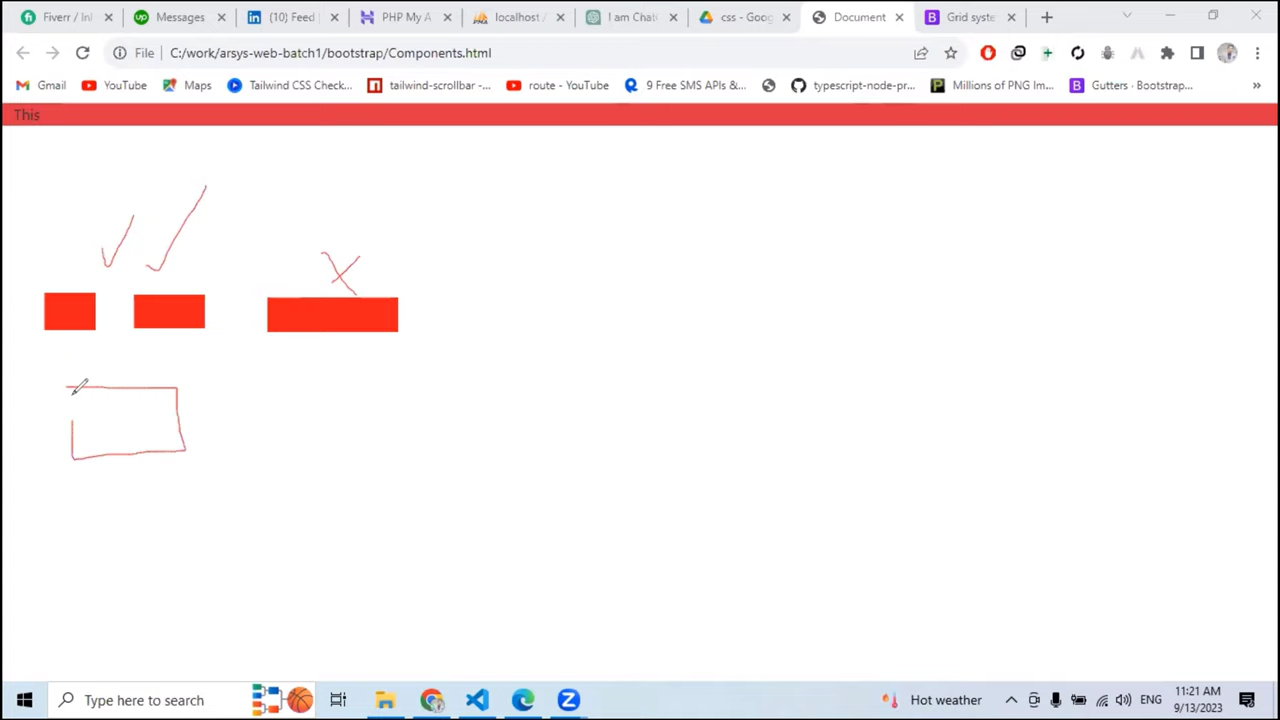 Fiverr / In
Messages
(10) Feed |
PHP My A
localhost /
I am Chat
css - Goog
Document
Grid syste
File C:/work/arsys-web-batch1/bootstrap/Components.html
Gmail
YouTube
Maps
Tailwind CSS Check...
tailwind-scrollbar -...
route - YouTube
9 Free SMS APIs &...
typescript-node-pr...
Millions of PNG Im...
Gutters · Bootstrap...
»
This
Type here to search
Hot weather
ENG
11:21 AM
9/13/2023